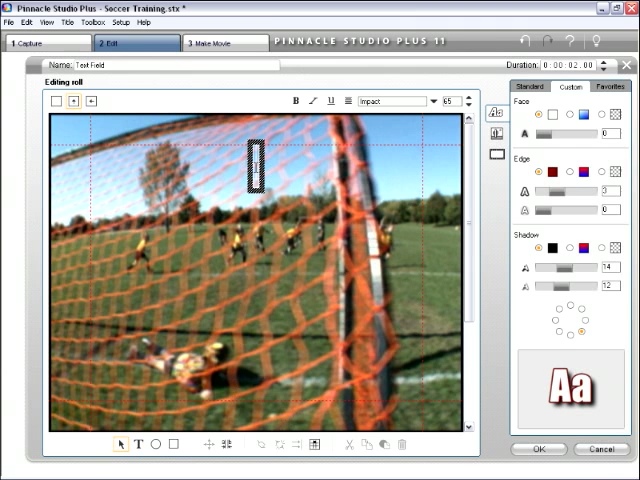 Pinnacle Studio Plus - Soccer Training.stx *
File Edit View Title Toolbox Setup Help
1 Capture
2 Edit
3 Make Movie
PINNACLE STUDIO PLUS 11
Name: Text Field
Duration: 0:00:02.00
Editing roll
B I U Impact 65
Standard Custom Favorites
Face
A 0
Edge
A 3
A 0
Shadow
A 14
A 12
Aa
T
OK Cancel